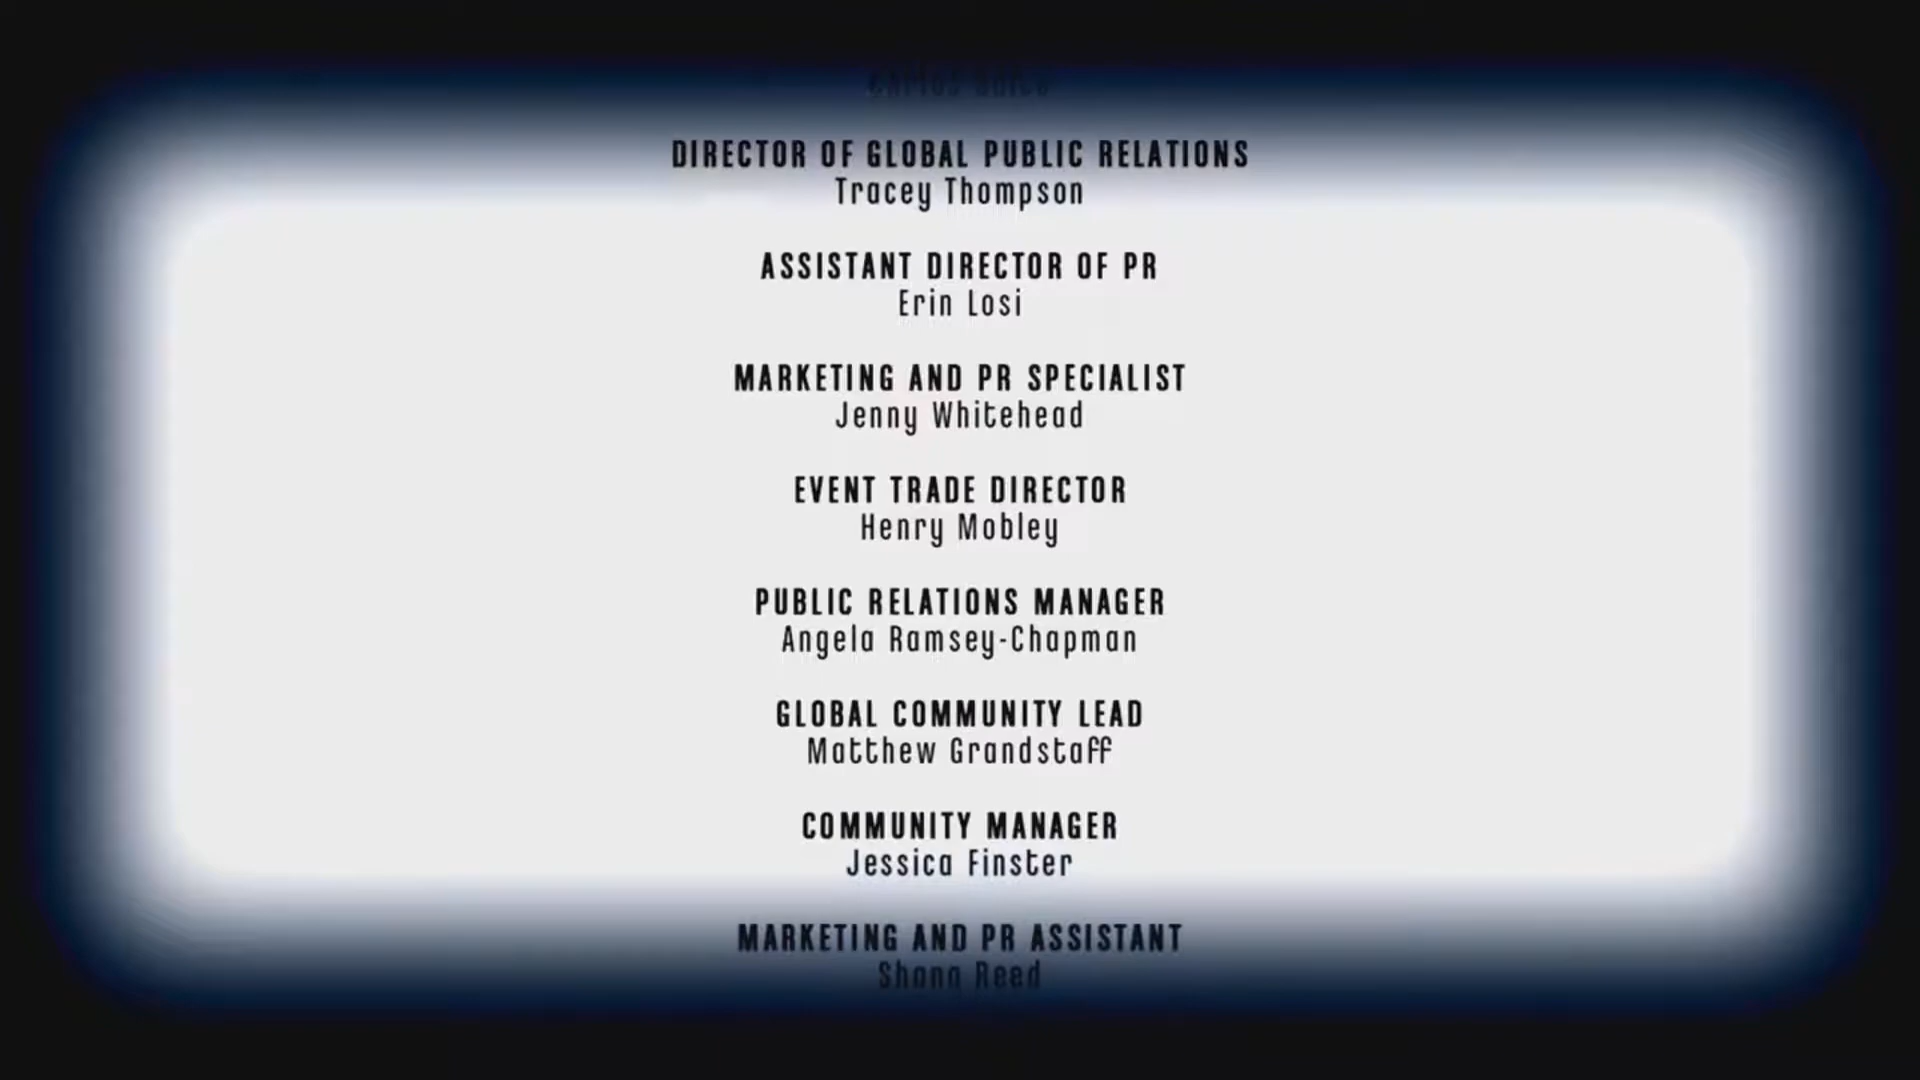 DIRECTOR OF GLOBAL PUBLIC RELATIONS
Tracey Thompson
ASSISTANT DIRECTOR OF PR
Erin Losi
MARKETING AND PR SPECIALIST
Jenny Whitehead
EVENT TRADE DIRECTOR
Henry Mobley
PUBLIC RELATIONS MANAGER
Angela Ramsey-Chapman
GLOBAL COMMUNITY LEAD
Matthew Grandstaff
COMMUNITY MANAGER
Jessica Finster
MARKETING AND PR ASSISTANT
Shana Reed